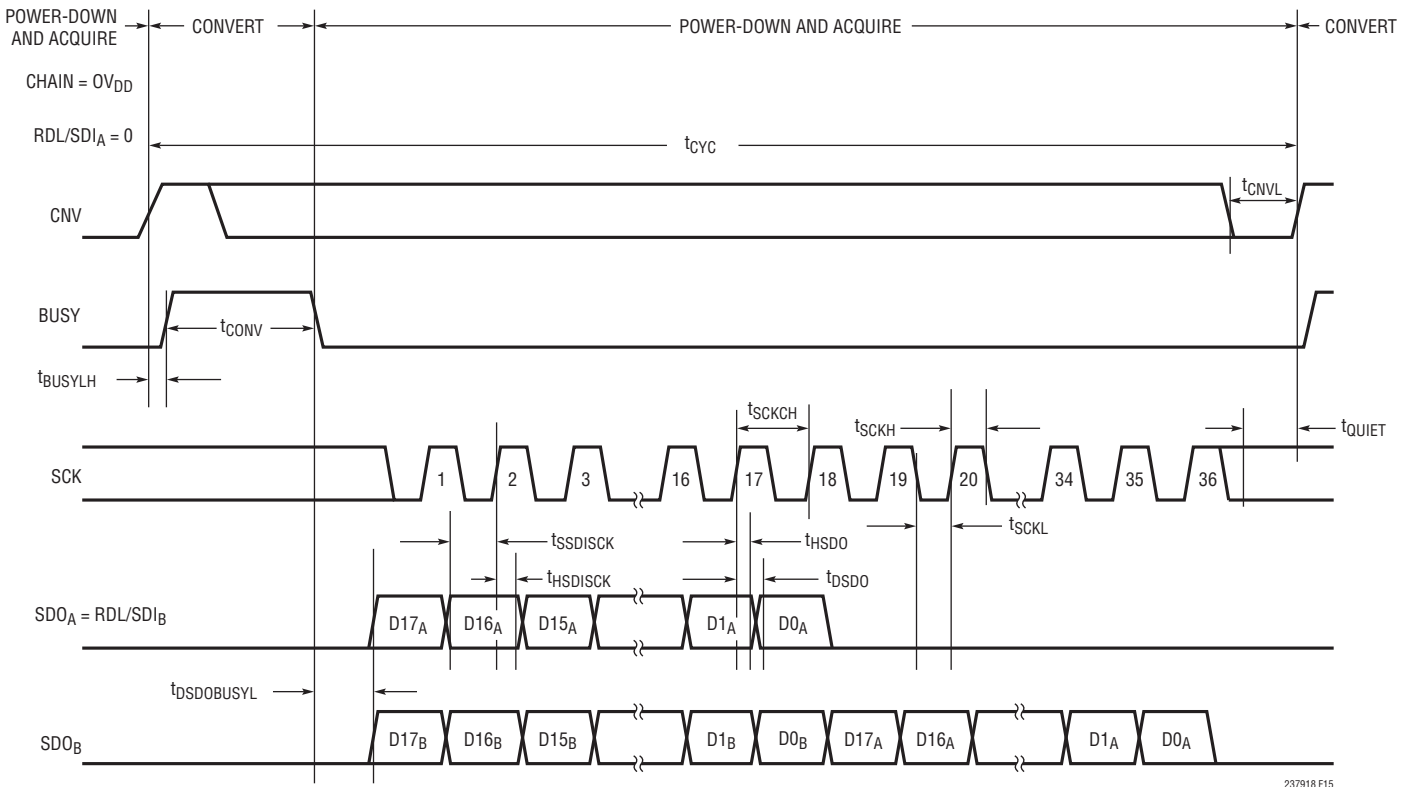 POWER-DOWN AND ACQUIRE
CONVERT
POWER-DOWN AND ACQUIRE
CONVERT
CHAIN = OVDD
RDL/SDIA = 0
tCYC
CNV
tCNVL
BUSY
tCONV
tBUSYLH
tSCKCH
tSCKH
tQUIET
SCK
1 2 3 16 17 18 19 20 34 35 36
tSSDISCK
tHSDO
tSCKL
tHSDISCK
tDSDO
SDOA = RDL/SDIB
D17A D16A D15A D1A D0A
tDSDOBUSYL
SDOB
D17B D16B D15B D1B D0B D17A D16A D1A D0A
237918 F15